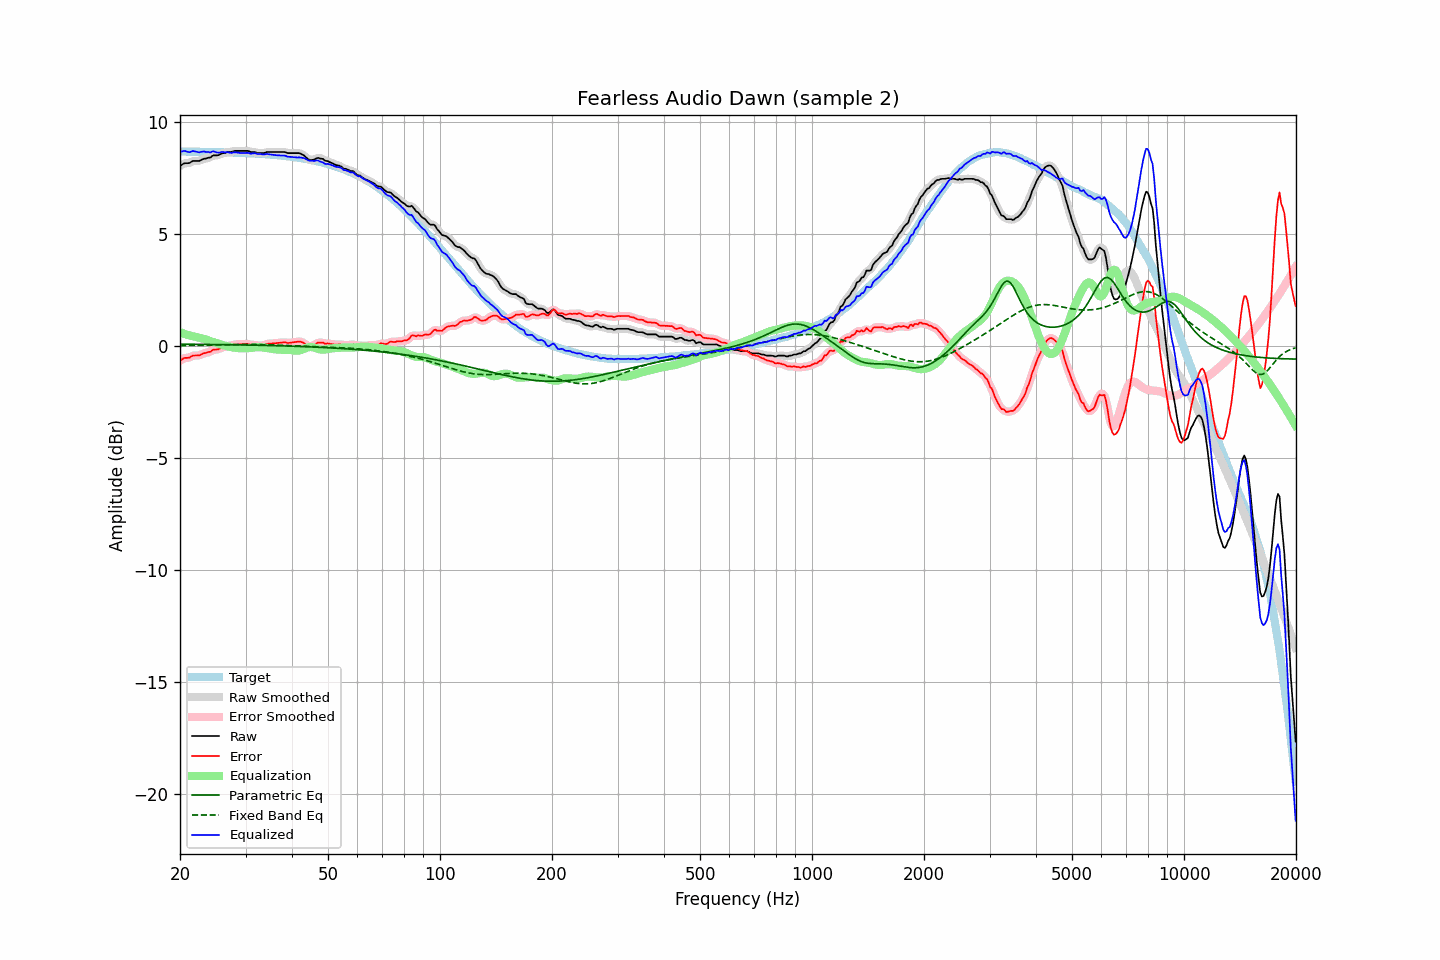 Fearless Audio Dawn (sample 2)
10
5
0
−5
−10
−15
−20
Amplitude (dBr)
Target
Raw Smoothed
Error Smoothed
Raw
Error
Equalization
Parametric Eq
Fixed Band Eq
Equalized
20 50 100 200 500 1000 2000 5000 10000 20000
Frequency (Hz)